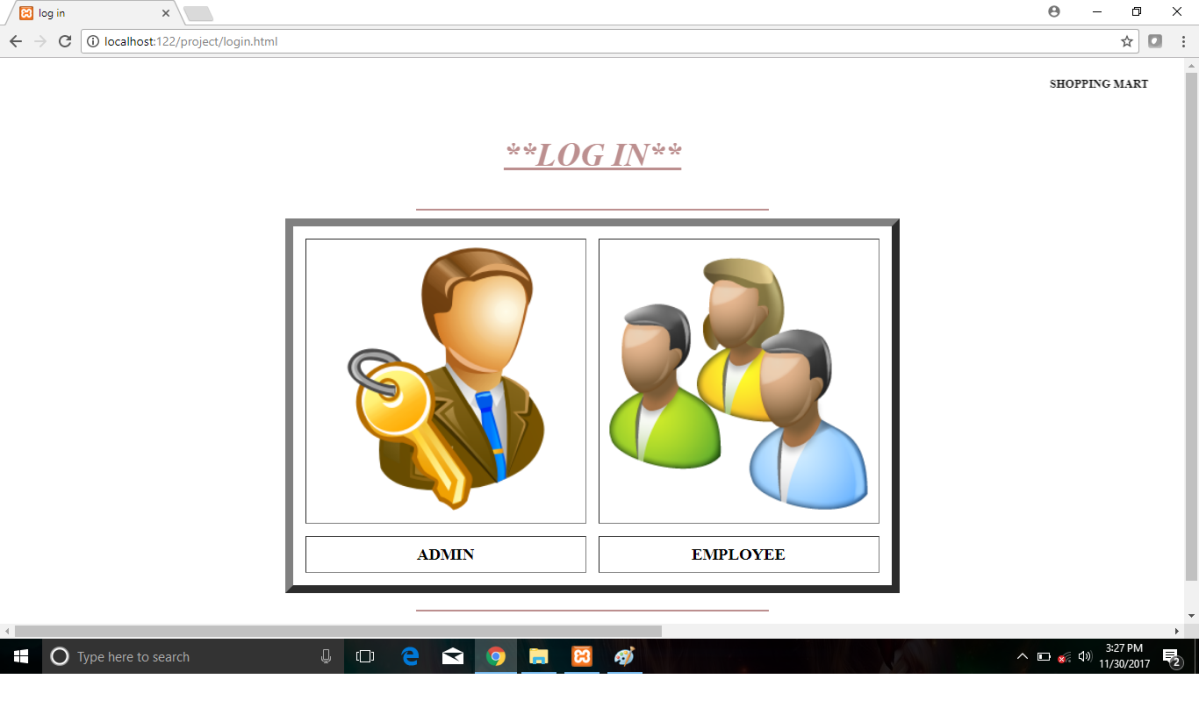 log in
localhost:122/project/login.html
SHOPPING MART
**LOG IN**
ADMIN
EMPLOYEE
Type here to search
3:27 PM
11/30/2017
2